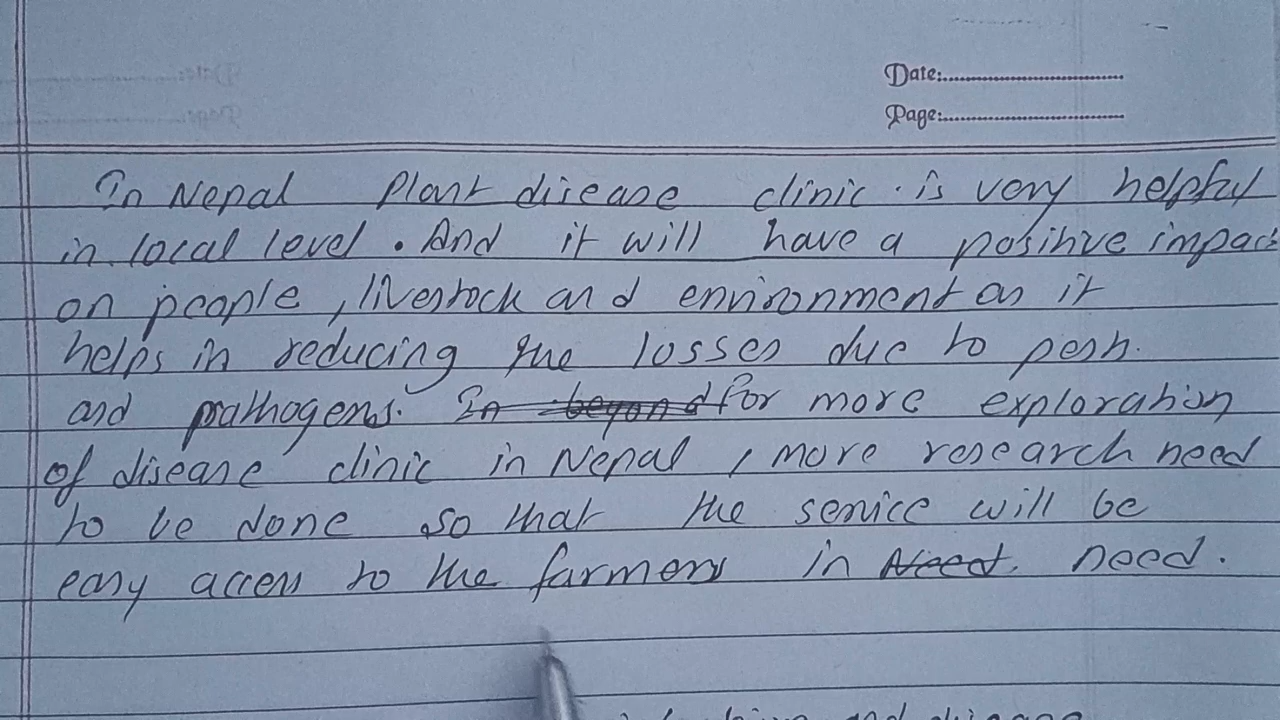 Date:
Page:
In Nepal Plant disease clinic is very helpful
in local level. And it will have a positive impact
on people, livestock and environment as it
helps in reducing the losses due to pests
and pathogens. In beyond for more exploration
of disease clinic in Nepal, more research need
to be done so that the service will be
easy access to the farmers in Need. need.
and disease